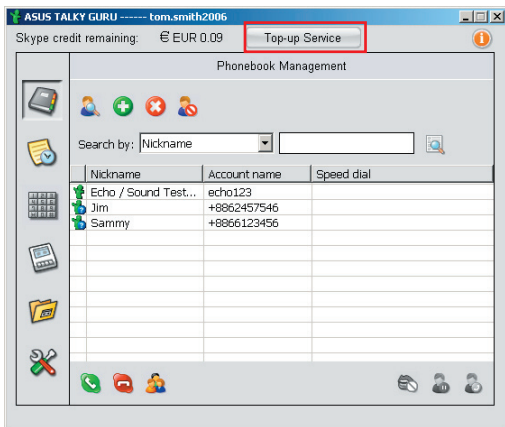 ASUS TALKY GURU ------ tom.smith2006
Skype credit remaining: € EUR 0.09 Top-up Service
Phonebook Management
Search by: Nickname
Nickname Account name Speed dial
Echo / Sound Test... echo123
Jim +8862457546
Sammy +8866123456